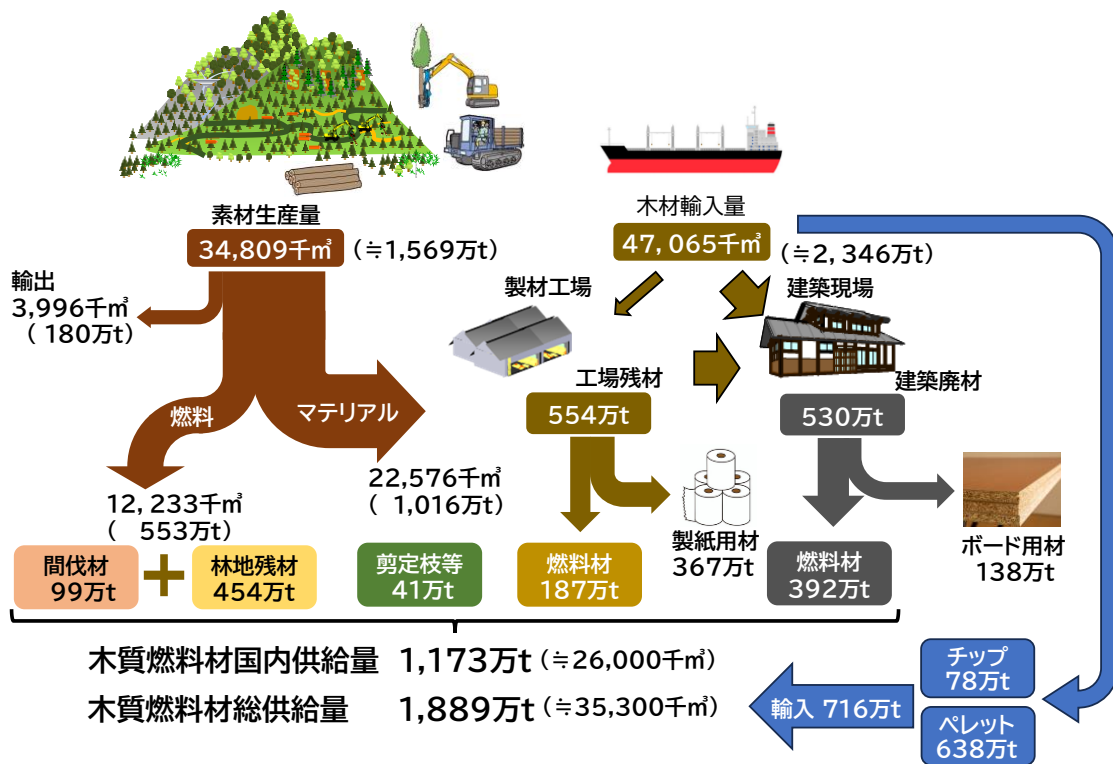 素材生産量
34,809千㎥
(≒1,569万t)
輸出
3,996千㎥
(180万t)
木材輸入量
47,065千㎥
(≒2,346万t)
製材工場
建築現場
燃料
マテリアル
工場残材
554万t
建築廃材
530万t
12,233千㎥
( 553万t)
22,576千㎥
( 1,016万t)
製紙用材
367万t
ボード用材
138万t
間伐材
99万t
+
林地残材
454万t
剪定枝等
41万t
燃料材
187万t
燃料材
392万t
木質燃料材国内供給量 1,173万t (≒26,000千㎥)
木質燃料材総供給量 1,889万t (≒35,300千㎥)
輸入 716万t
チップ
78万t
ペレット
638万t